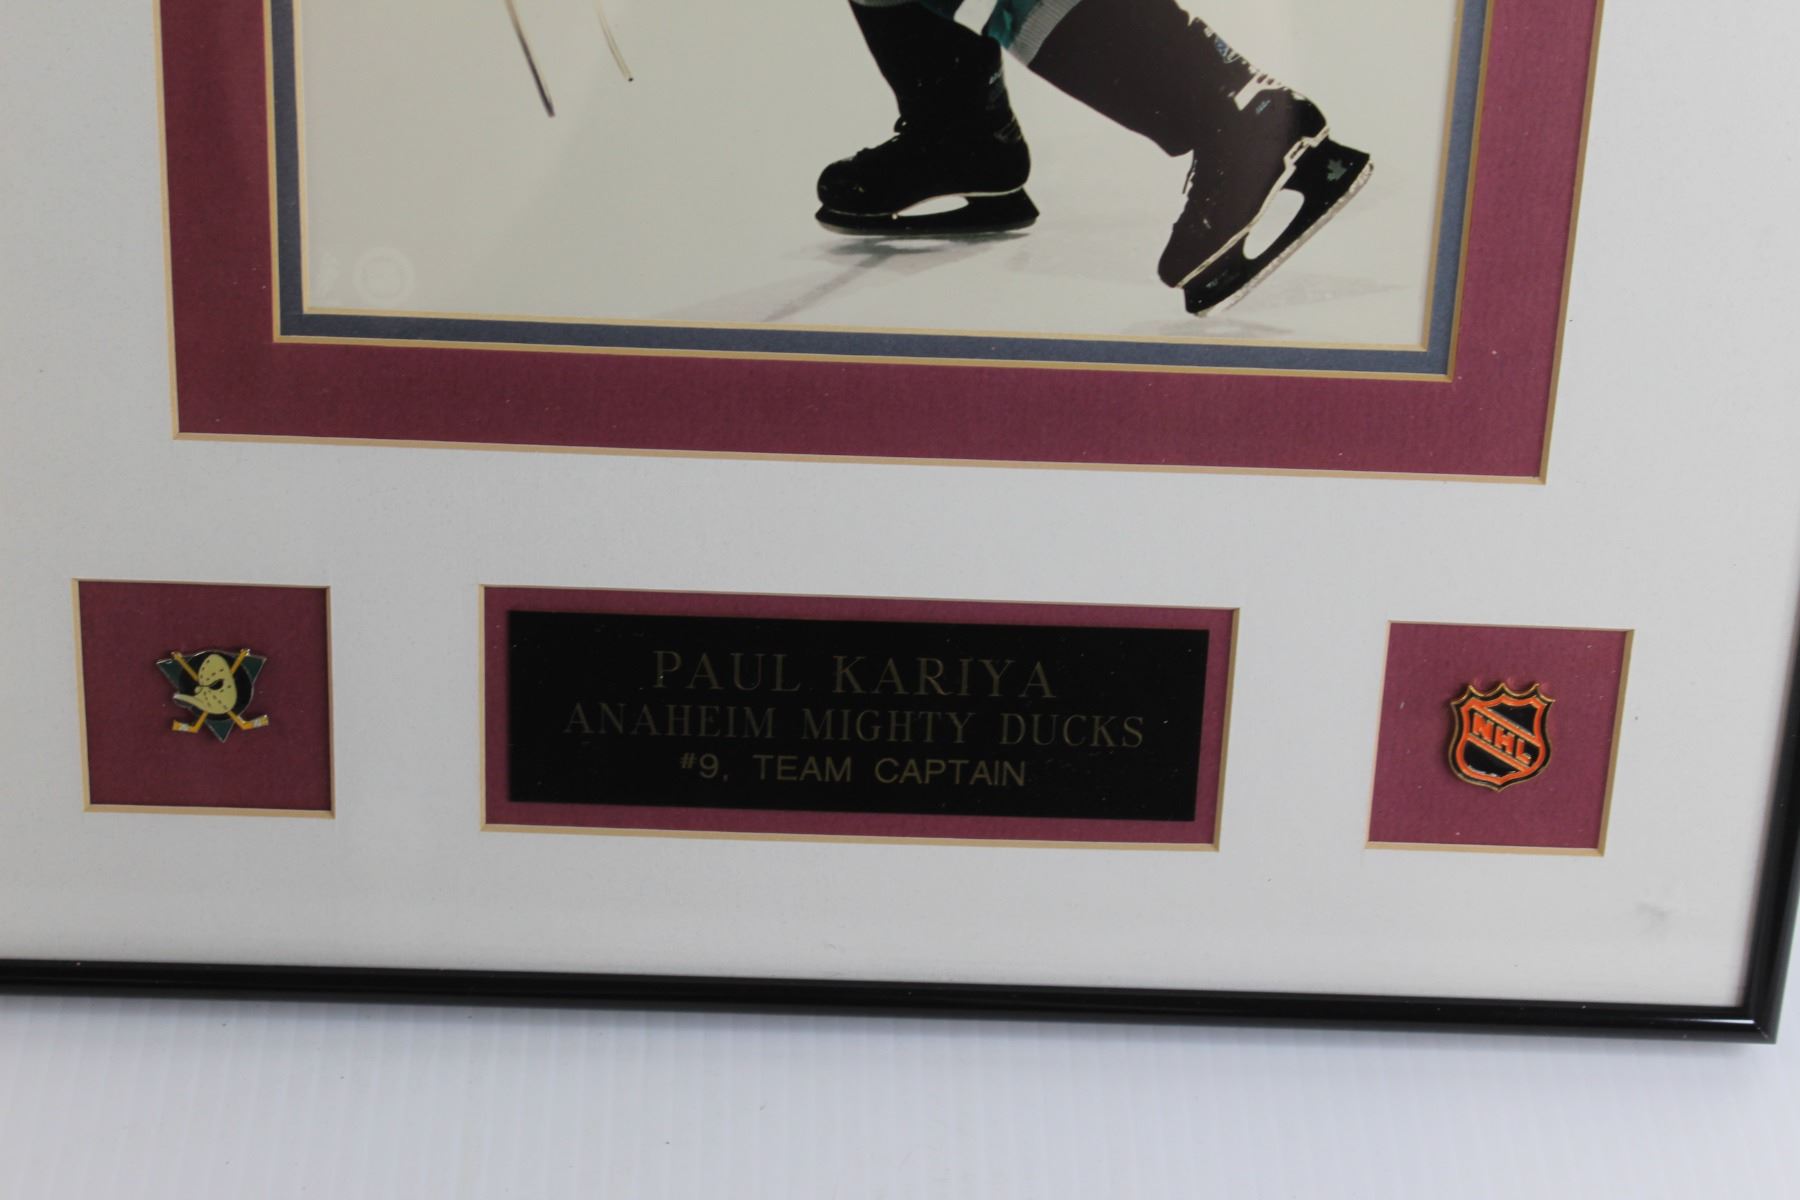 PAUL KARIYA
ANAHEIM MIGHTY DUCKS
#9, TEAM CAPTAIN
NHL